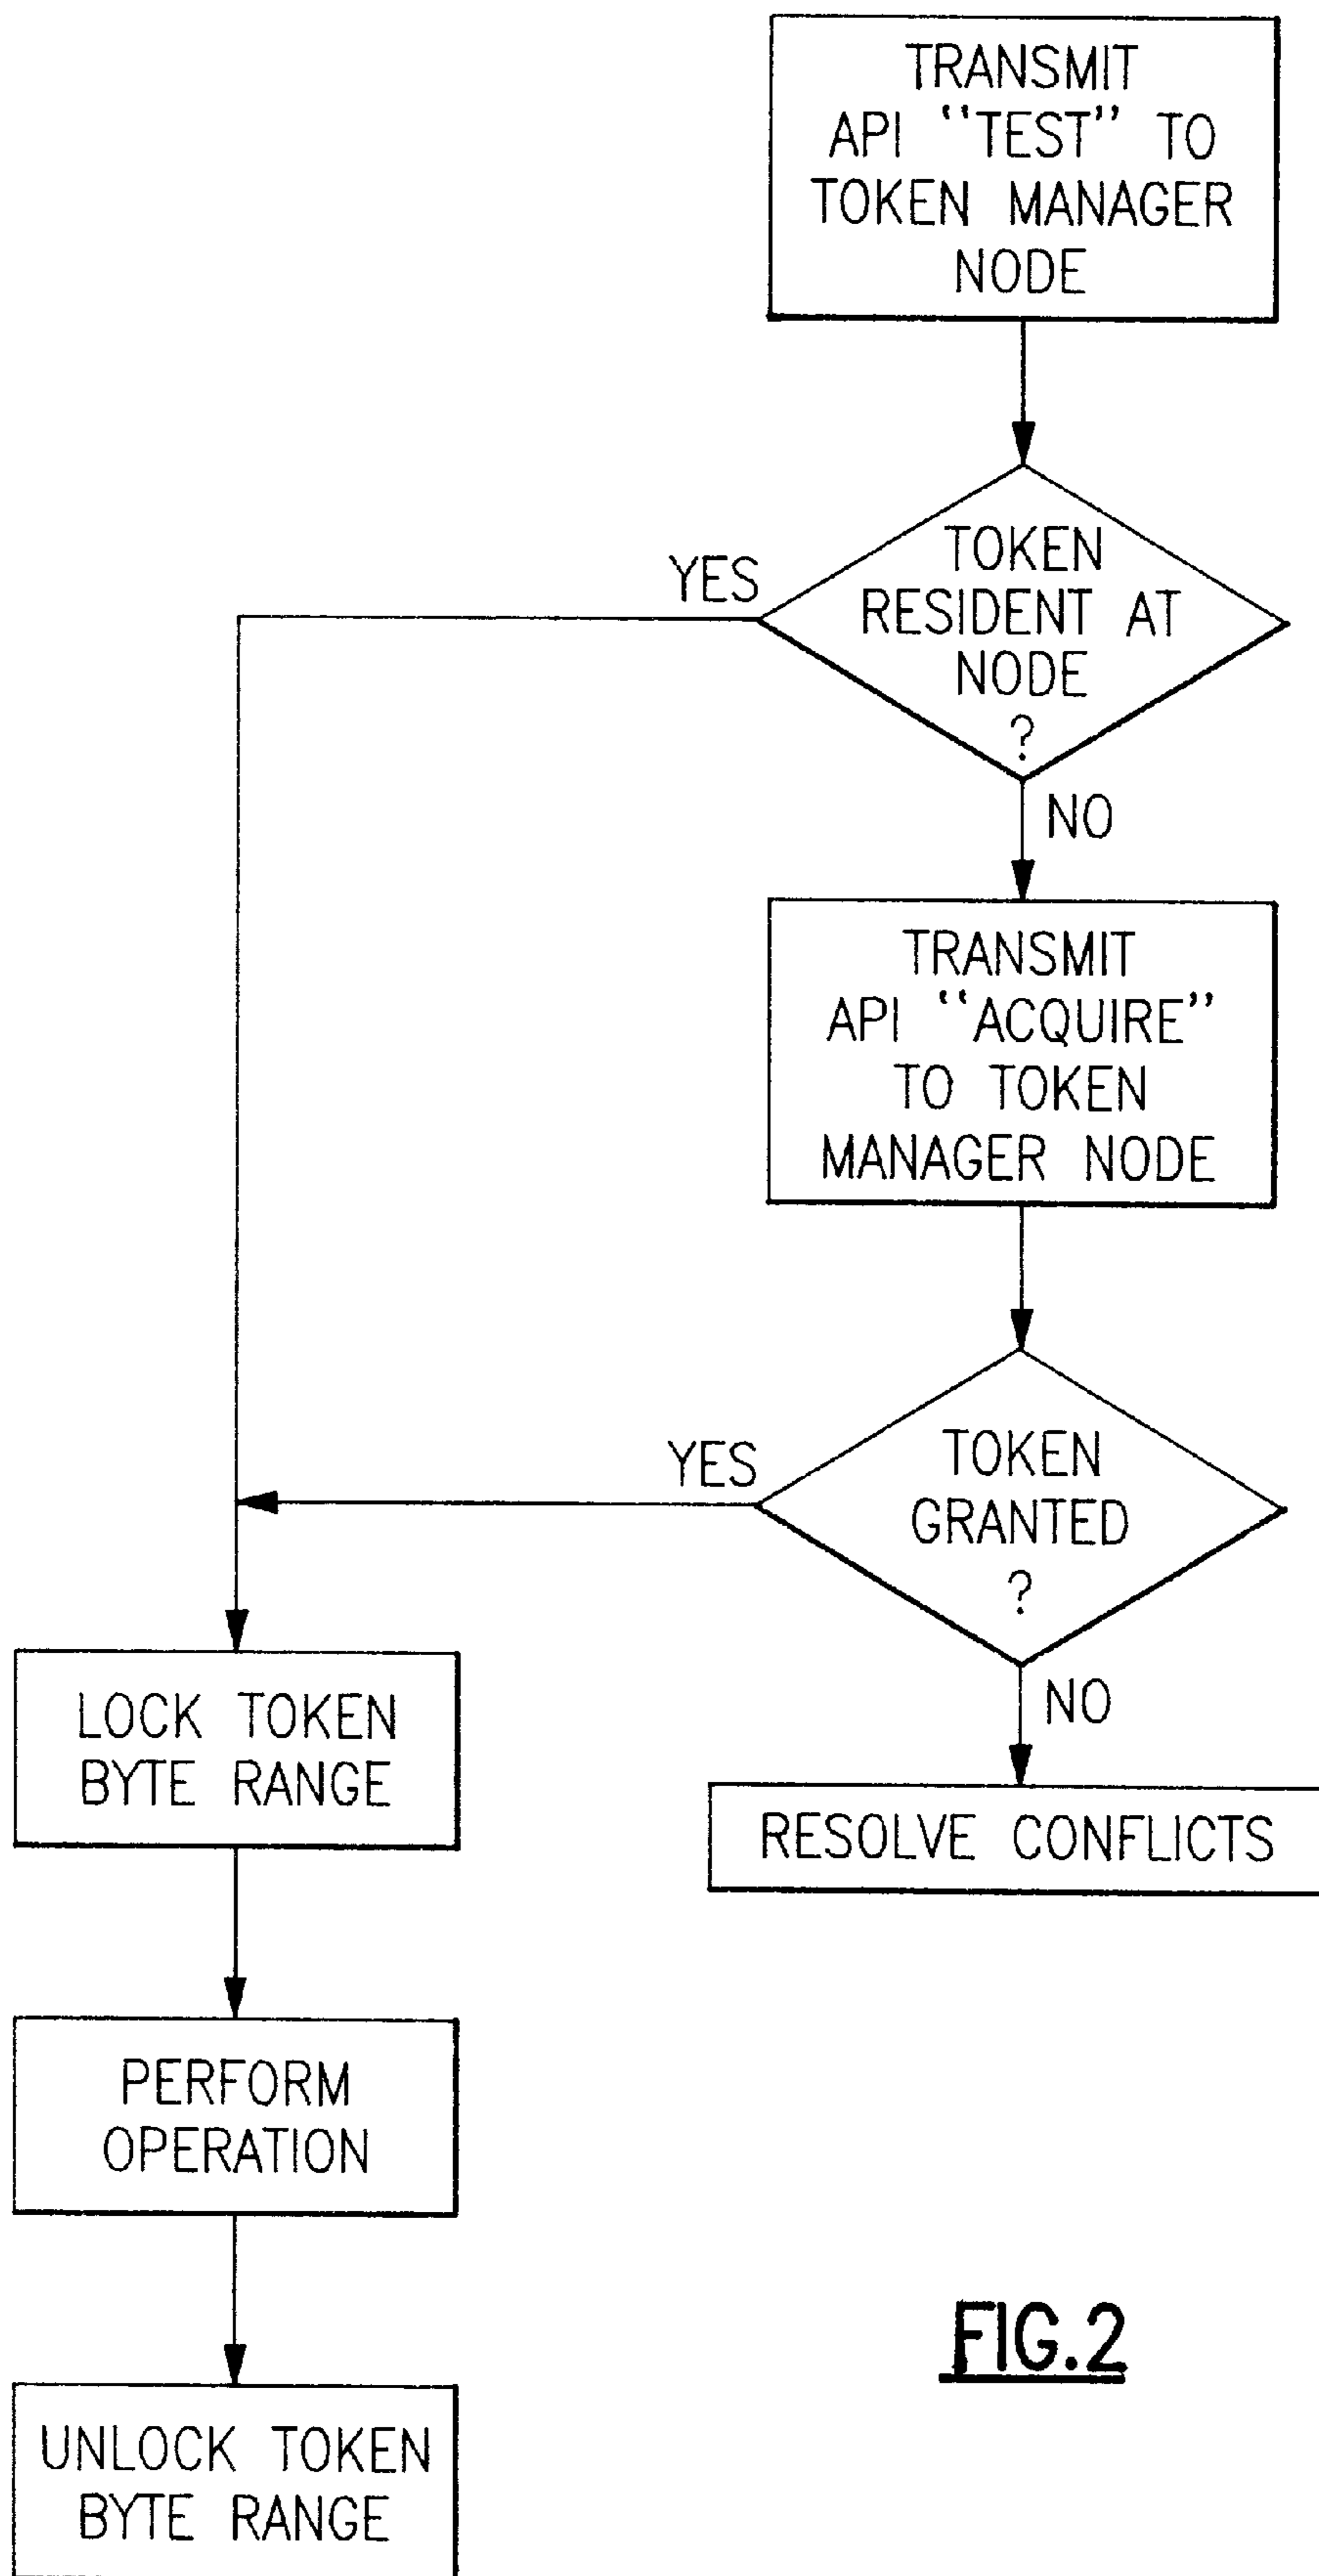 TRANSMIT
API "TEST" TO
TOKEN MANAGER
NODE
YES
TOKEN
RESIDENT AT
NODE
?
NO
TRANSMIT
API "ACQUIRE"
TO TOKEN
MANAGER NODE
YES
TOKEN
GRANTED
?
NO
RESOLVE CONFLICTS
LOCK TOKEN
BYTE RANGE
PERFORM
OPERATION
UNLOCK TOKEN
BYTE RANGE
FIG.2